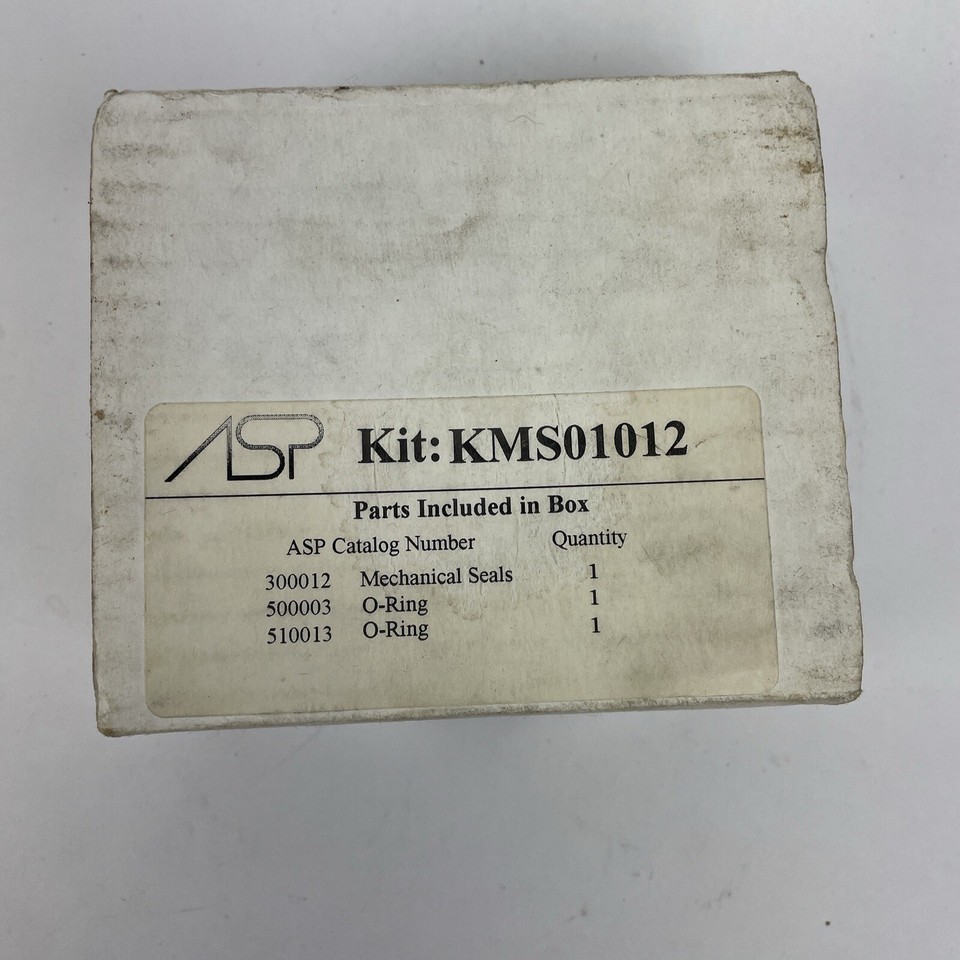 ASP Kit: KMS01012
Parts Included in Box
ASP Catalog Number Quantity
300012 Mechanical Seals 1
500003 O-Ring 1
510013 O-Ring 1